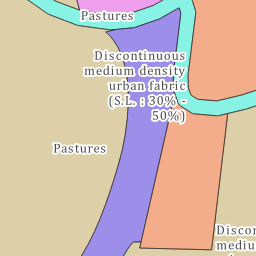 Pastures
Discontinuous
medium density
urban fabric
(S.L. : 30% -
50%)
Pastures
Discon
mediu